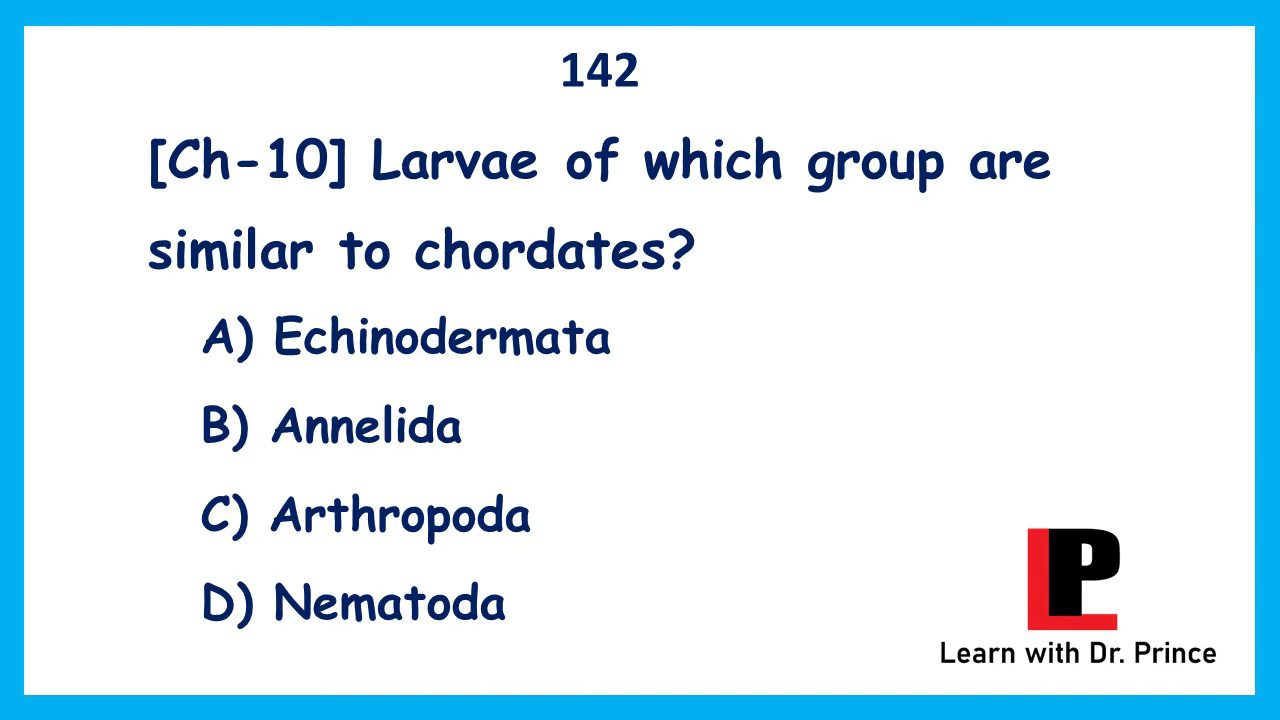 142
[Ch-10] Larvae of which group are
similar to chordates?
A) Echinodermata
B) Annelida
C) Arthropoda
D) Nematoda
LP
Learn with Dr. Prince